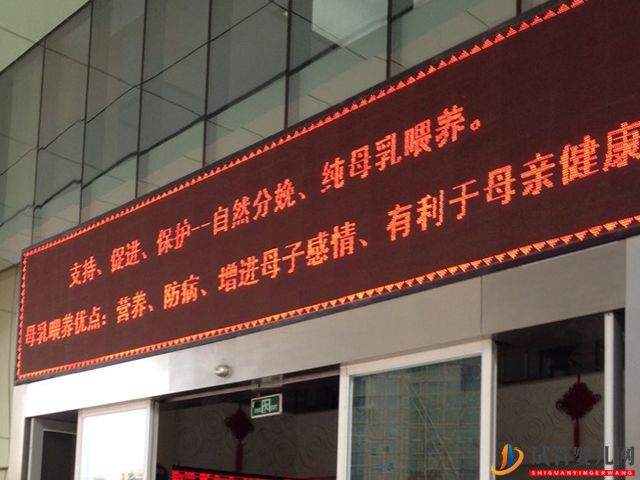 支持、促进、保护--自然分娩、纯母乳喂养。
母乳喂养优点：营养、防病、增进母子感情、有利于母亲健康
SHIGUANYINGERWANG